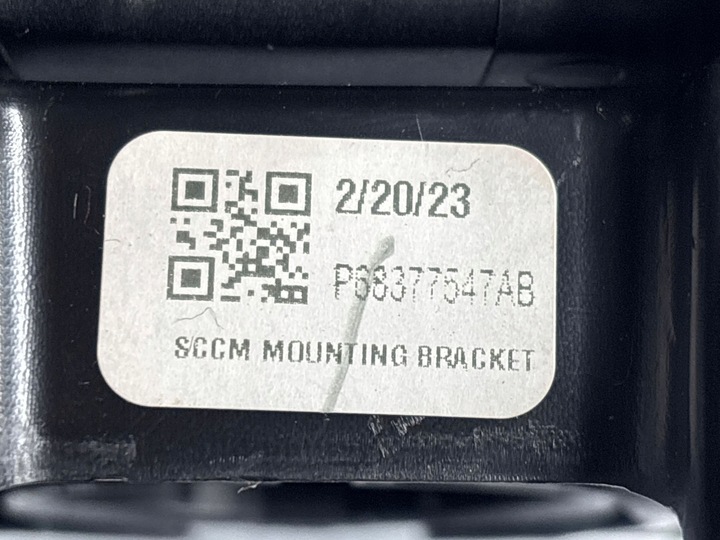 2/20/23
P68377547AB
SCCM MOUNTING BRACKET